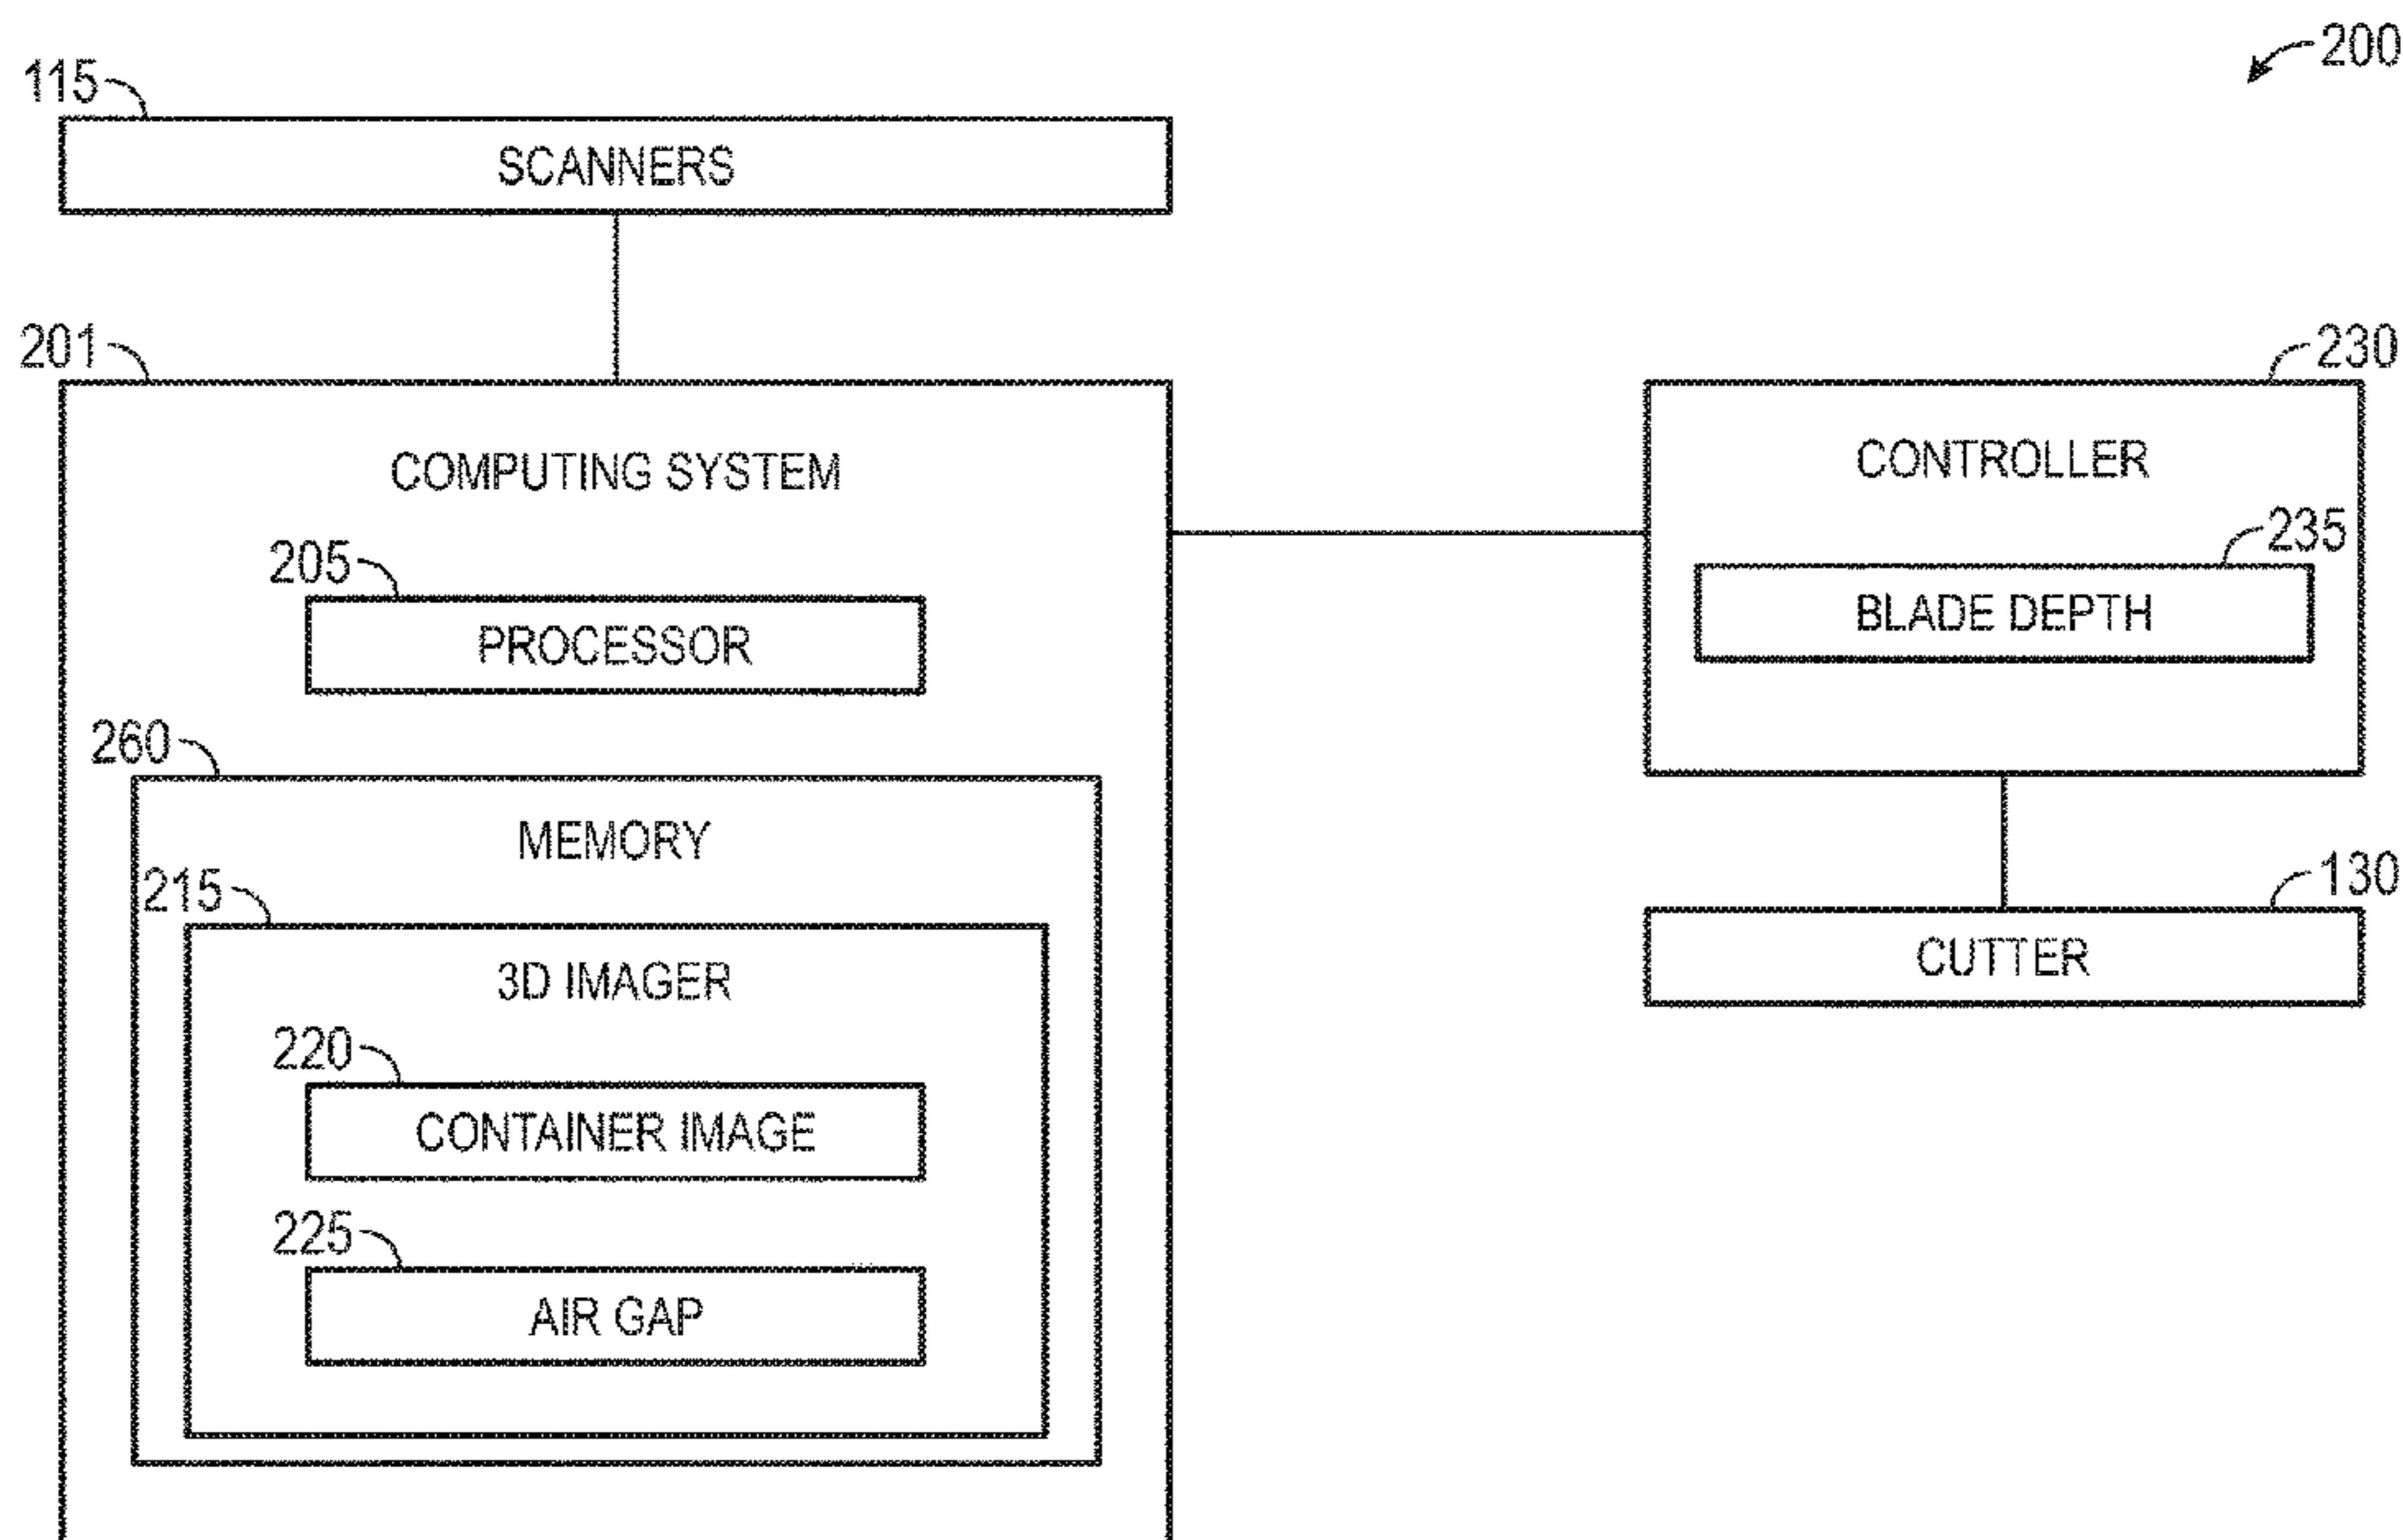 200
115
SCANNERS
201
COMPUTING SYSTEM
205
PROCESSOR
260
MEMORY
215
3D IMAGER
220
CONTAINER IMAGE
225
AIR GAP
230
CONTROLLER
235
BLADE DEPTH
130
CUTTER